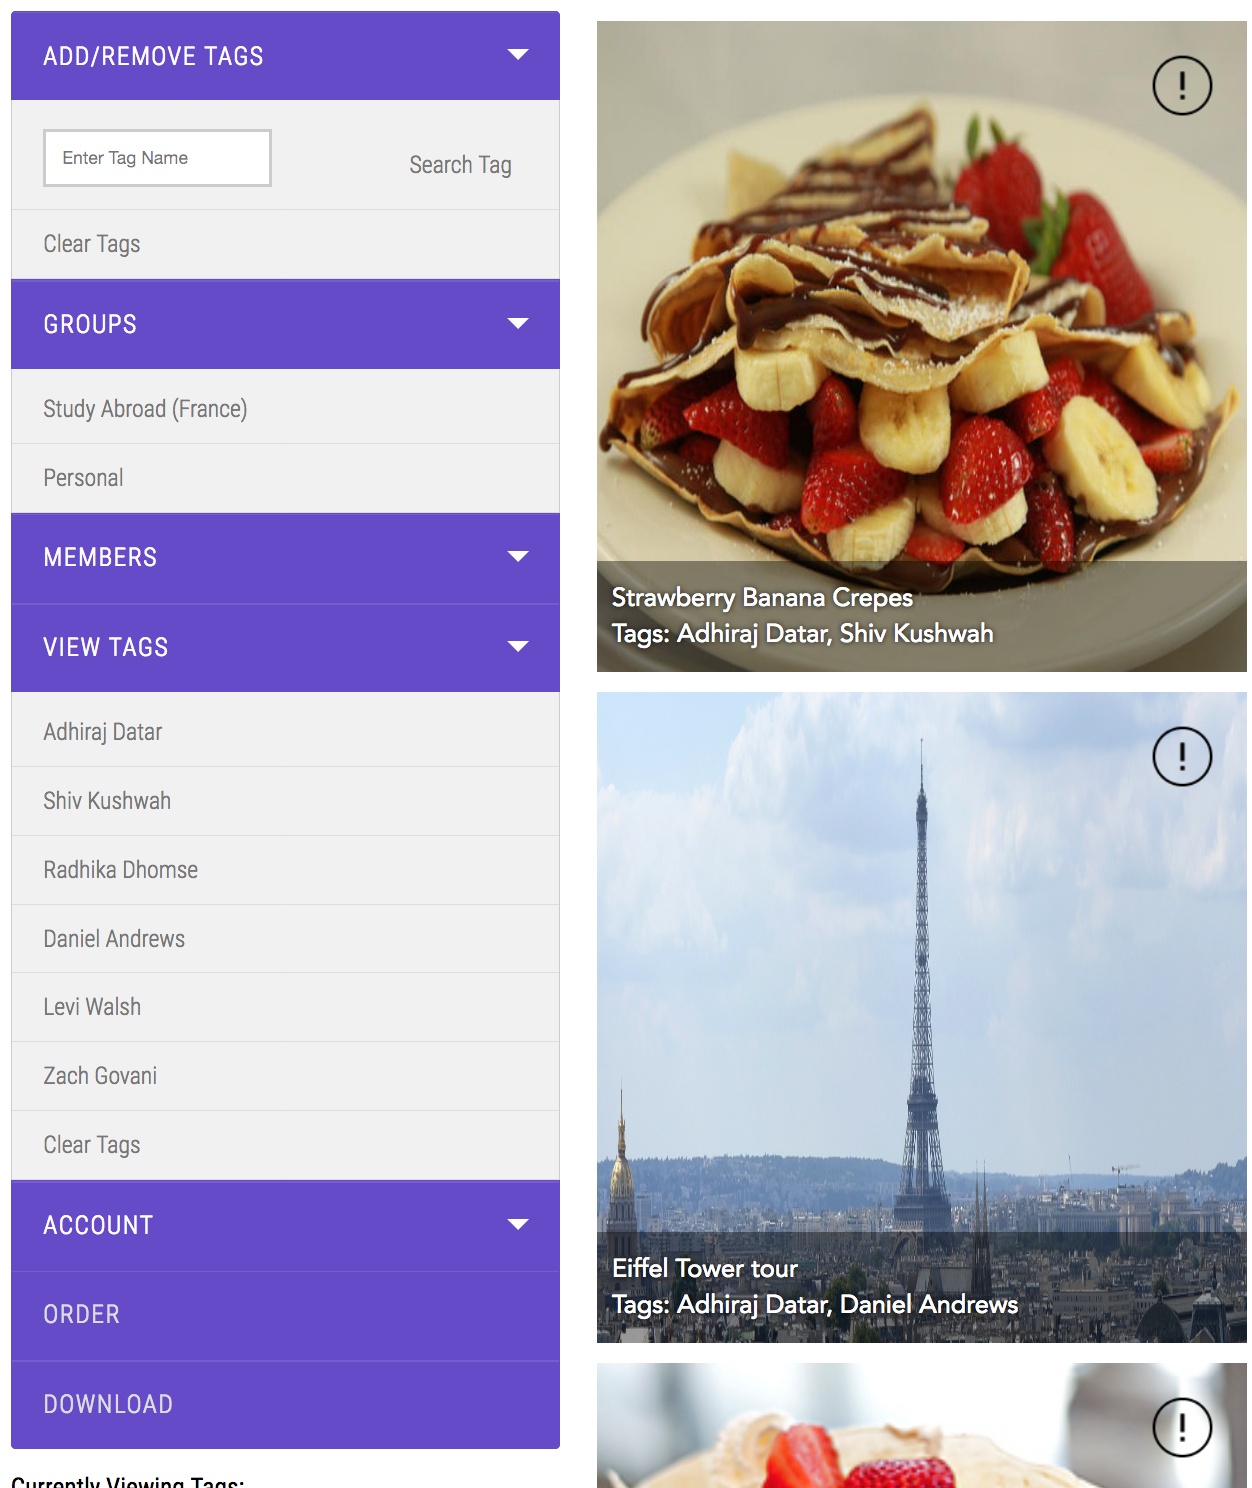 ADD/REMOVE TAGS
Enter Tag Name
Search Tag
Clear Tags
GROUPS
Study Abroad (France)
Personal
MEMBERS
VIEW TAGS
Adhiraj Datar
Shiv Kushwah
Radhika Dhomse
Daniel Andrews
Levi Walsh
Zach Govani
Clear Tags
ACCOUNT
ORDER
DOWNLOAD
Currently Viewing Tags:
!
Strawberry Banana Crepes
Tags: Adhiraj Datar, Shiv Kushwah
!
Eiffel Tower tour
Tags: Adhiraj Datar, Daniel Andrews
!